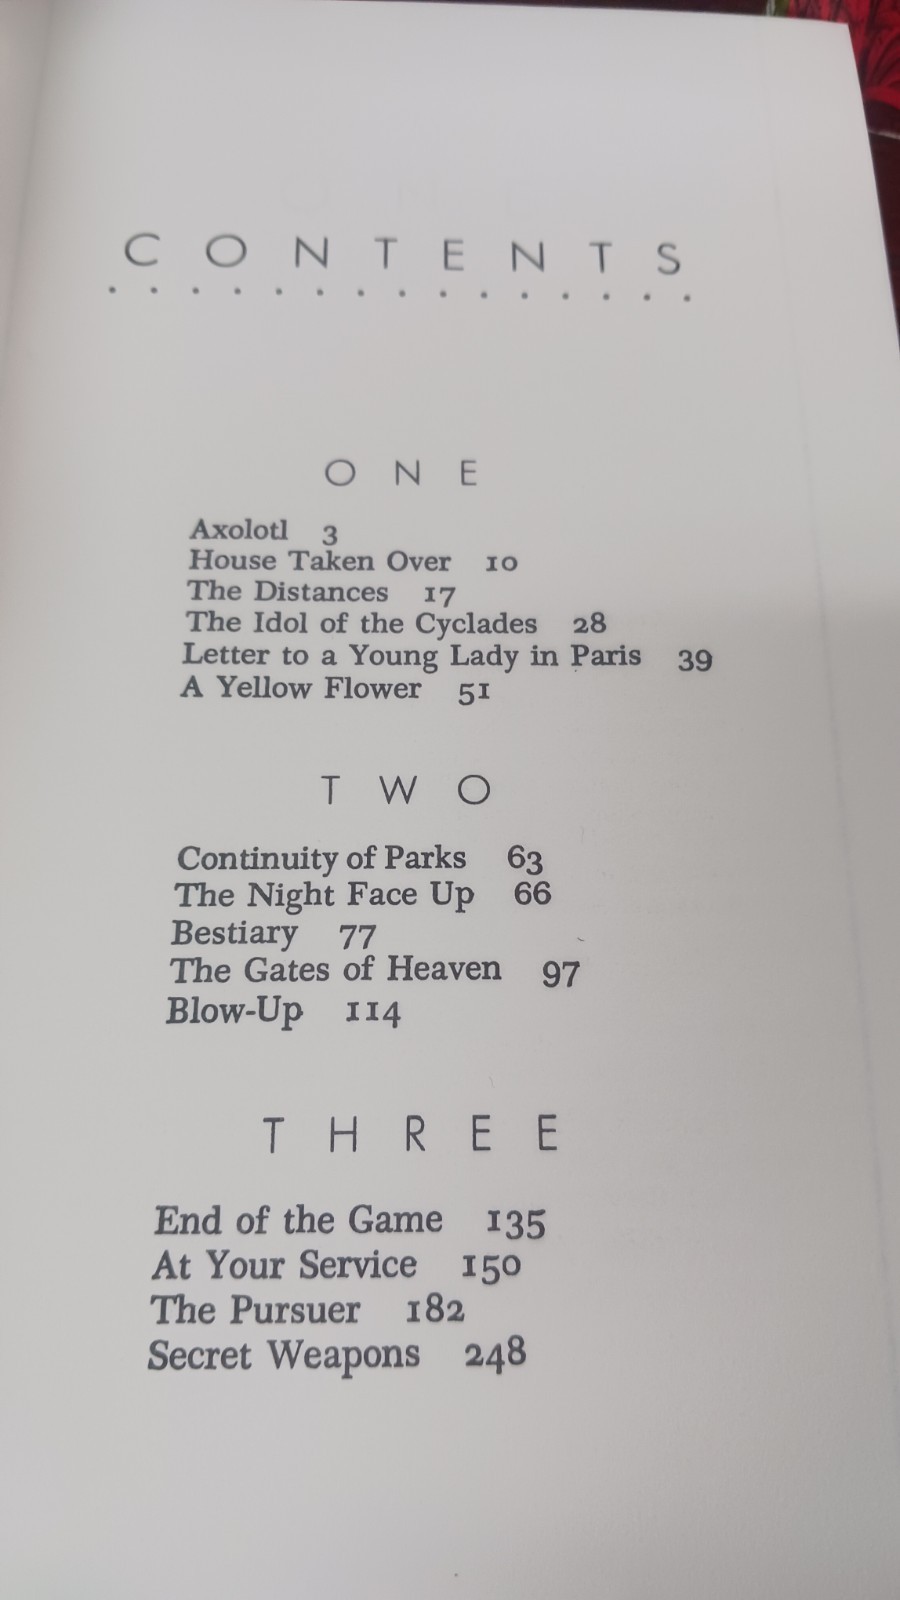 CONTENTS
ONE
Axolotl 3
House Taken Over 10
The Distances 17
The Idol of the Cyclades 28
Letter to a Young Lady in Paris 39
A Yellow Flower 51
TWO
Continuity of Parks 63
The Night Face Up 66
Bestiary 77
The Gates of Heaven 97
Blow-Up 114
THREE
End of the Game 135
At Your Service 150
The Pursuer 182
Secret Weapons 248